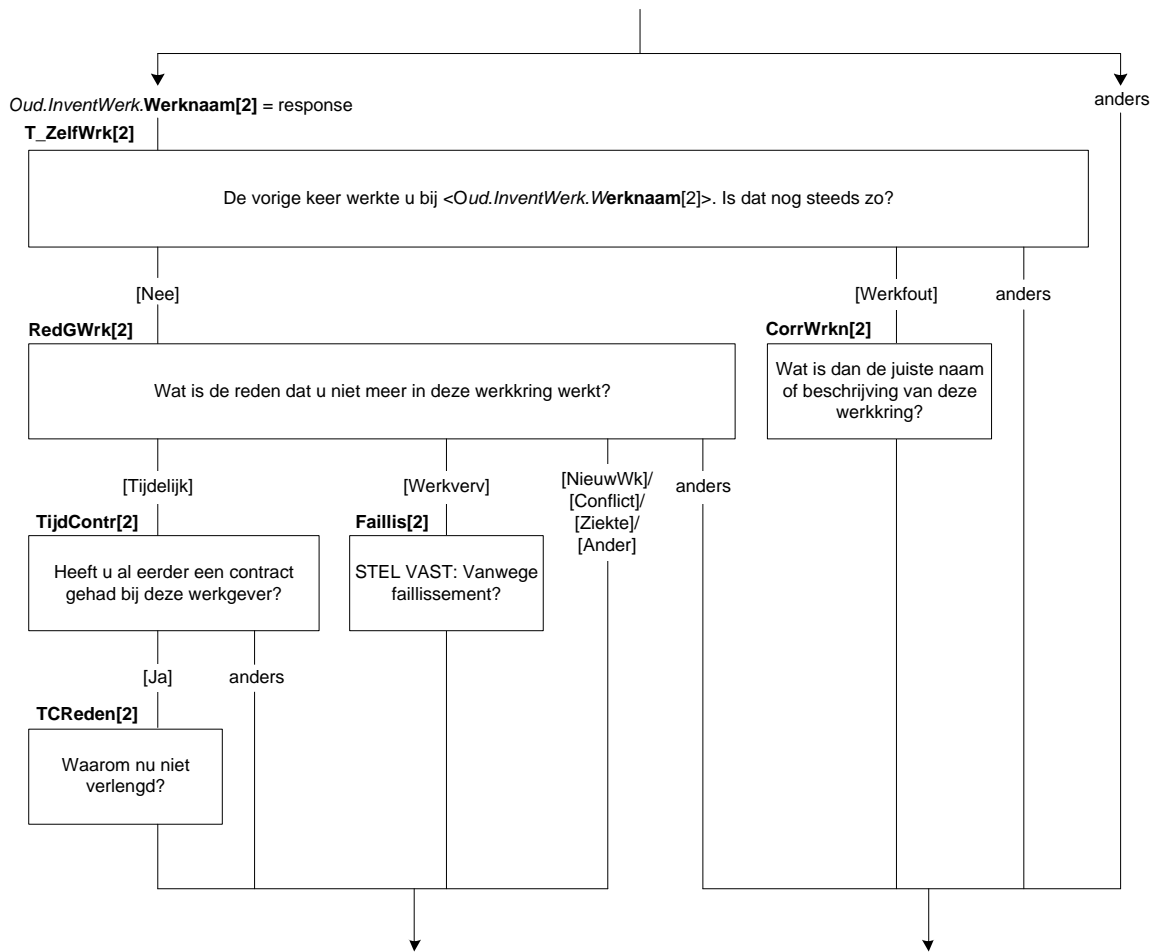 Oud.InventWerk.Werknaam[2] = response
anders
T_ZelfWrk[2]
De vorige keer werkte u bij <Oud.InventWerk.Werknaam[2]>. Is dat nog steeds zo?
[Nee]
[Werkfout]
anders
RedGWrk[2]
Wat is de reden dat u niet meer in deze werkkring werkt?
CorrWrkn[2]
Wat is dan de juiste naam
of beschrijving van deze
werkkring?
[Tijdelijk]
[Werkverv]
[NieuwWk]/
[Conflict]/
[Ziekte]/
[Ander]
anders
TijdContr[2]
Heeft u al eerder een contract
gehad bij deze werkgever?
Faillis[2]
STEL VAST: Vanwege
faillissement?
[Ja]
anders
TCReden[2]
Waarom nu niet
verlengd?